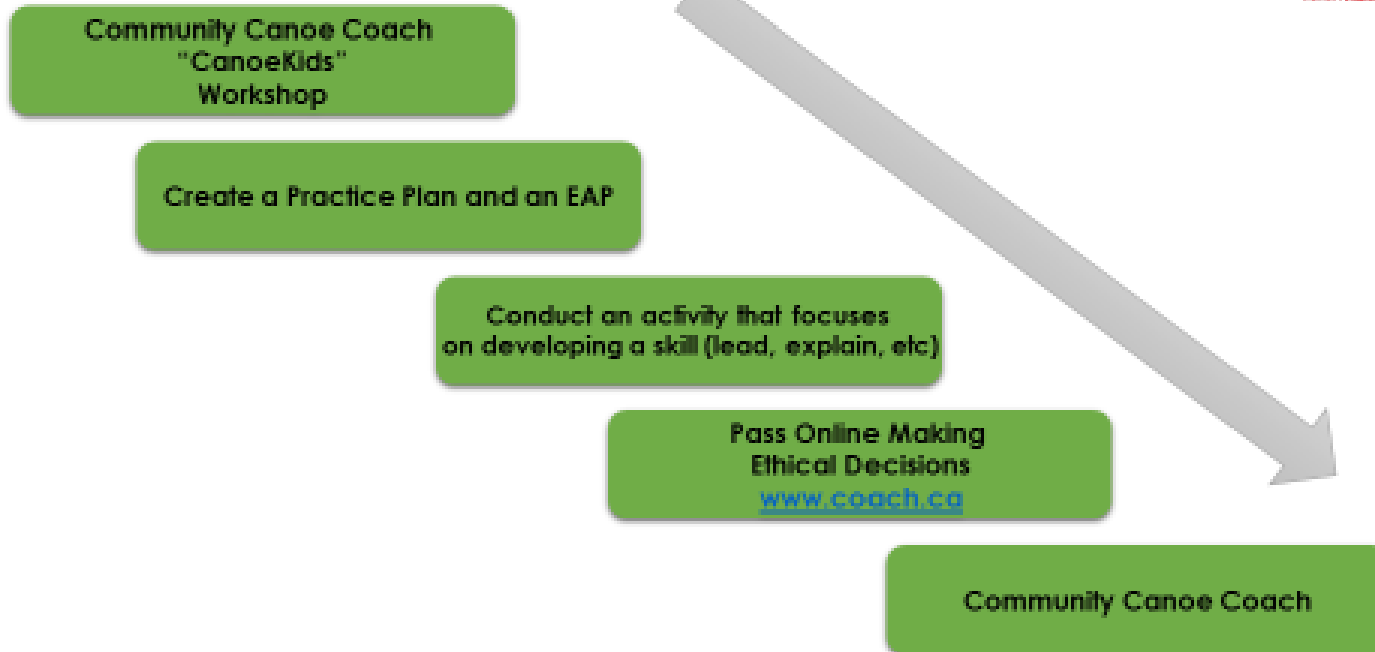 Community Canoe Coach
"CanoeKids"
Workshop
Create a Practice Plan and an EAP
Conduct an activity that focuses
on developing a skill (lead, explain, etc)
Pass Online Making
Ethical Decisions
www.coach.ca
Community Canoe Coach